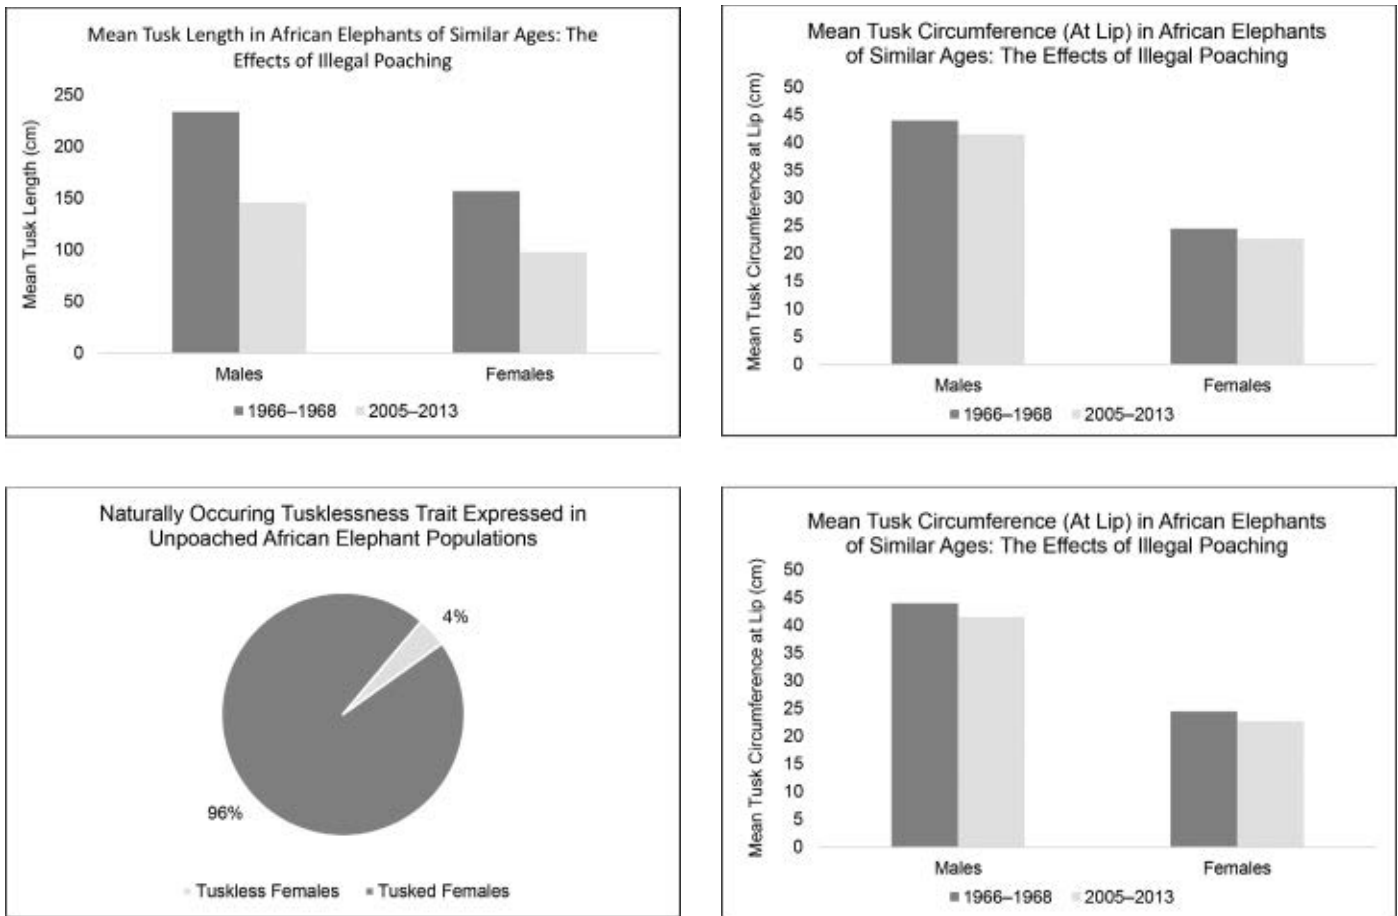 Mean Tusk Length in African Elephants of Similar Ages: The
Effects of Illegal Poaching
Mean Tusk Length (cm)
250
200
150
100
50
0
Males
Females
1966–1968
2005–2013
Mean Tusk Circumference (At Lip) in African Elephants
of Similar Ages: The Effects of Illegal Poaching
Mean Tusk Circumference at Lip (cm)
50
45
40
35
30
25
20
15
10
5
0
Males
Females
1966–1968
2005–2013
Naturally Occuring Tusklessness Trait Expressed in
Unpoached African Elephant Populations
4%
96%
Tuskless Females
Tusked Females
Mean Tusk Circumference (At Lip) in African Elephants
of Similar Ages: The Effects of Illegal Poaching
Mean Tusk Circumference at Lip (cm)
50
45
40
35
30
25
20
15
10
5
0
Males
Females
1966–1968
2005–2013